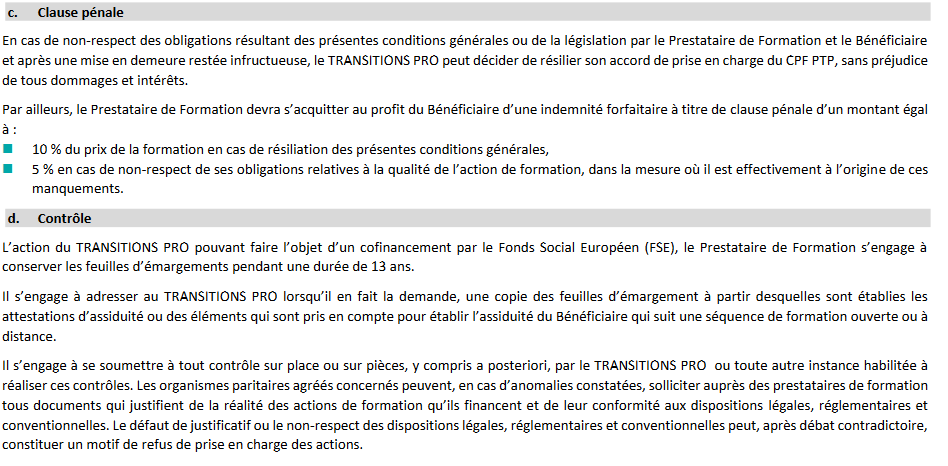 c. Clause pénale
En cas de non-respect des obligations résultant des présentes conditions générales ou de la législation par le Prestataire de Formation et le Bénéficiaire
et après une mise en demeure restée infructueuse, le TRANSITIONS PRO peut décider de résilier son accord de prise en charge du CPF PTP, sans préjudice
de tous dommages et intérêts.
Par ailleurs, le Prestataire de Formation devra s'acquitter au profit du Bénéficiaire d'une indemnité forfaitaire à titre de clause pénale d'un montant égal
à :
10 % du prix de la formation en cas de résiliation des présentes conditions générales,
5 % en cas de non-respect de ses obligations relatives à la qualité de l'action de formation, dans la mesure où il est effectivement à l'origine de ces
manquements.
d. Contrôle
L'action du TRANSITIONS PRO pouvant faire l'objet d'un cofinancement par le Fonds Social Européen (FSE), le Prestataire de Formation s'engage à
conserver les feuilles d'émargements pendant une durée de 13 ans.
Il s'engage à adresser au TRANSITIONS PRO lorsqu'il en fait la demande, une copie des feuilles d'émargement à partir desquelles sont établies les
attestations d'assiduité ou des éléments qui sont pris en compte pour établir l'assiduité du Bénéficiaire qui suit une séquence de formation ouverte ou à
distance.
Il s'engage à se soumettre à tout contrôle sur place ou sur pièces, y compris a posteriori, par le TRANSITIONS PRO ou toute autre instance habilitée à
réaliser ces contrôles. Les organismes paritaires agréés concernés peuvent, en cas d'anomalies constatées, solliciter auprès des prestataires de formation
tous documents qui justifient de la réalité des actions de formation qu'ils financent et de leur conformité aux dispositions légales, réglementaires et
conventionnelles. Le défaut de justificatif ou le non-respect des dispositions légales, réglementaires et conventionnelles peut, après débat contradictoire,
constituer un motif de refus de prise en charge des actions.